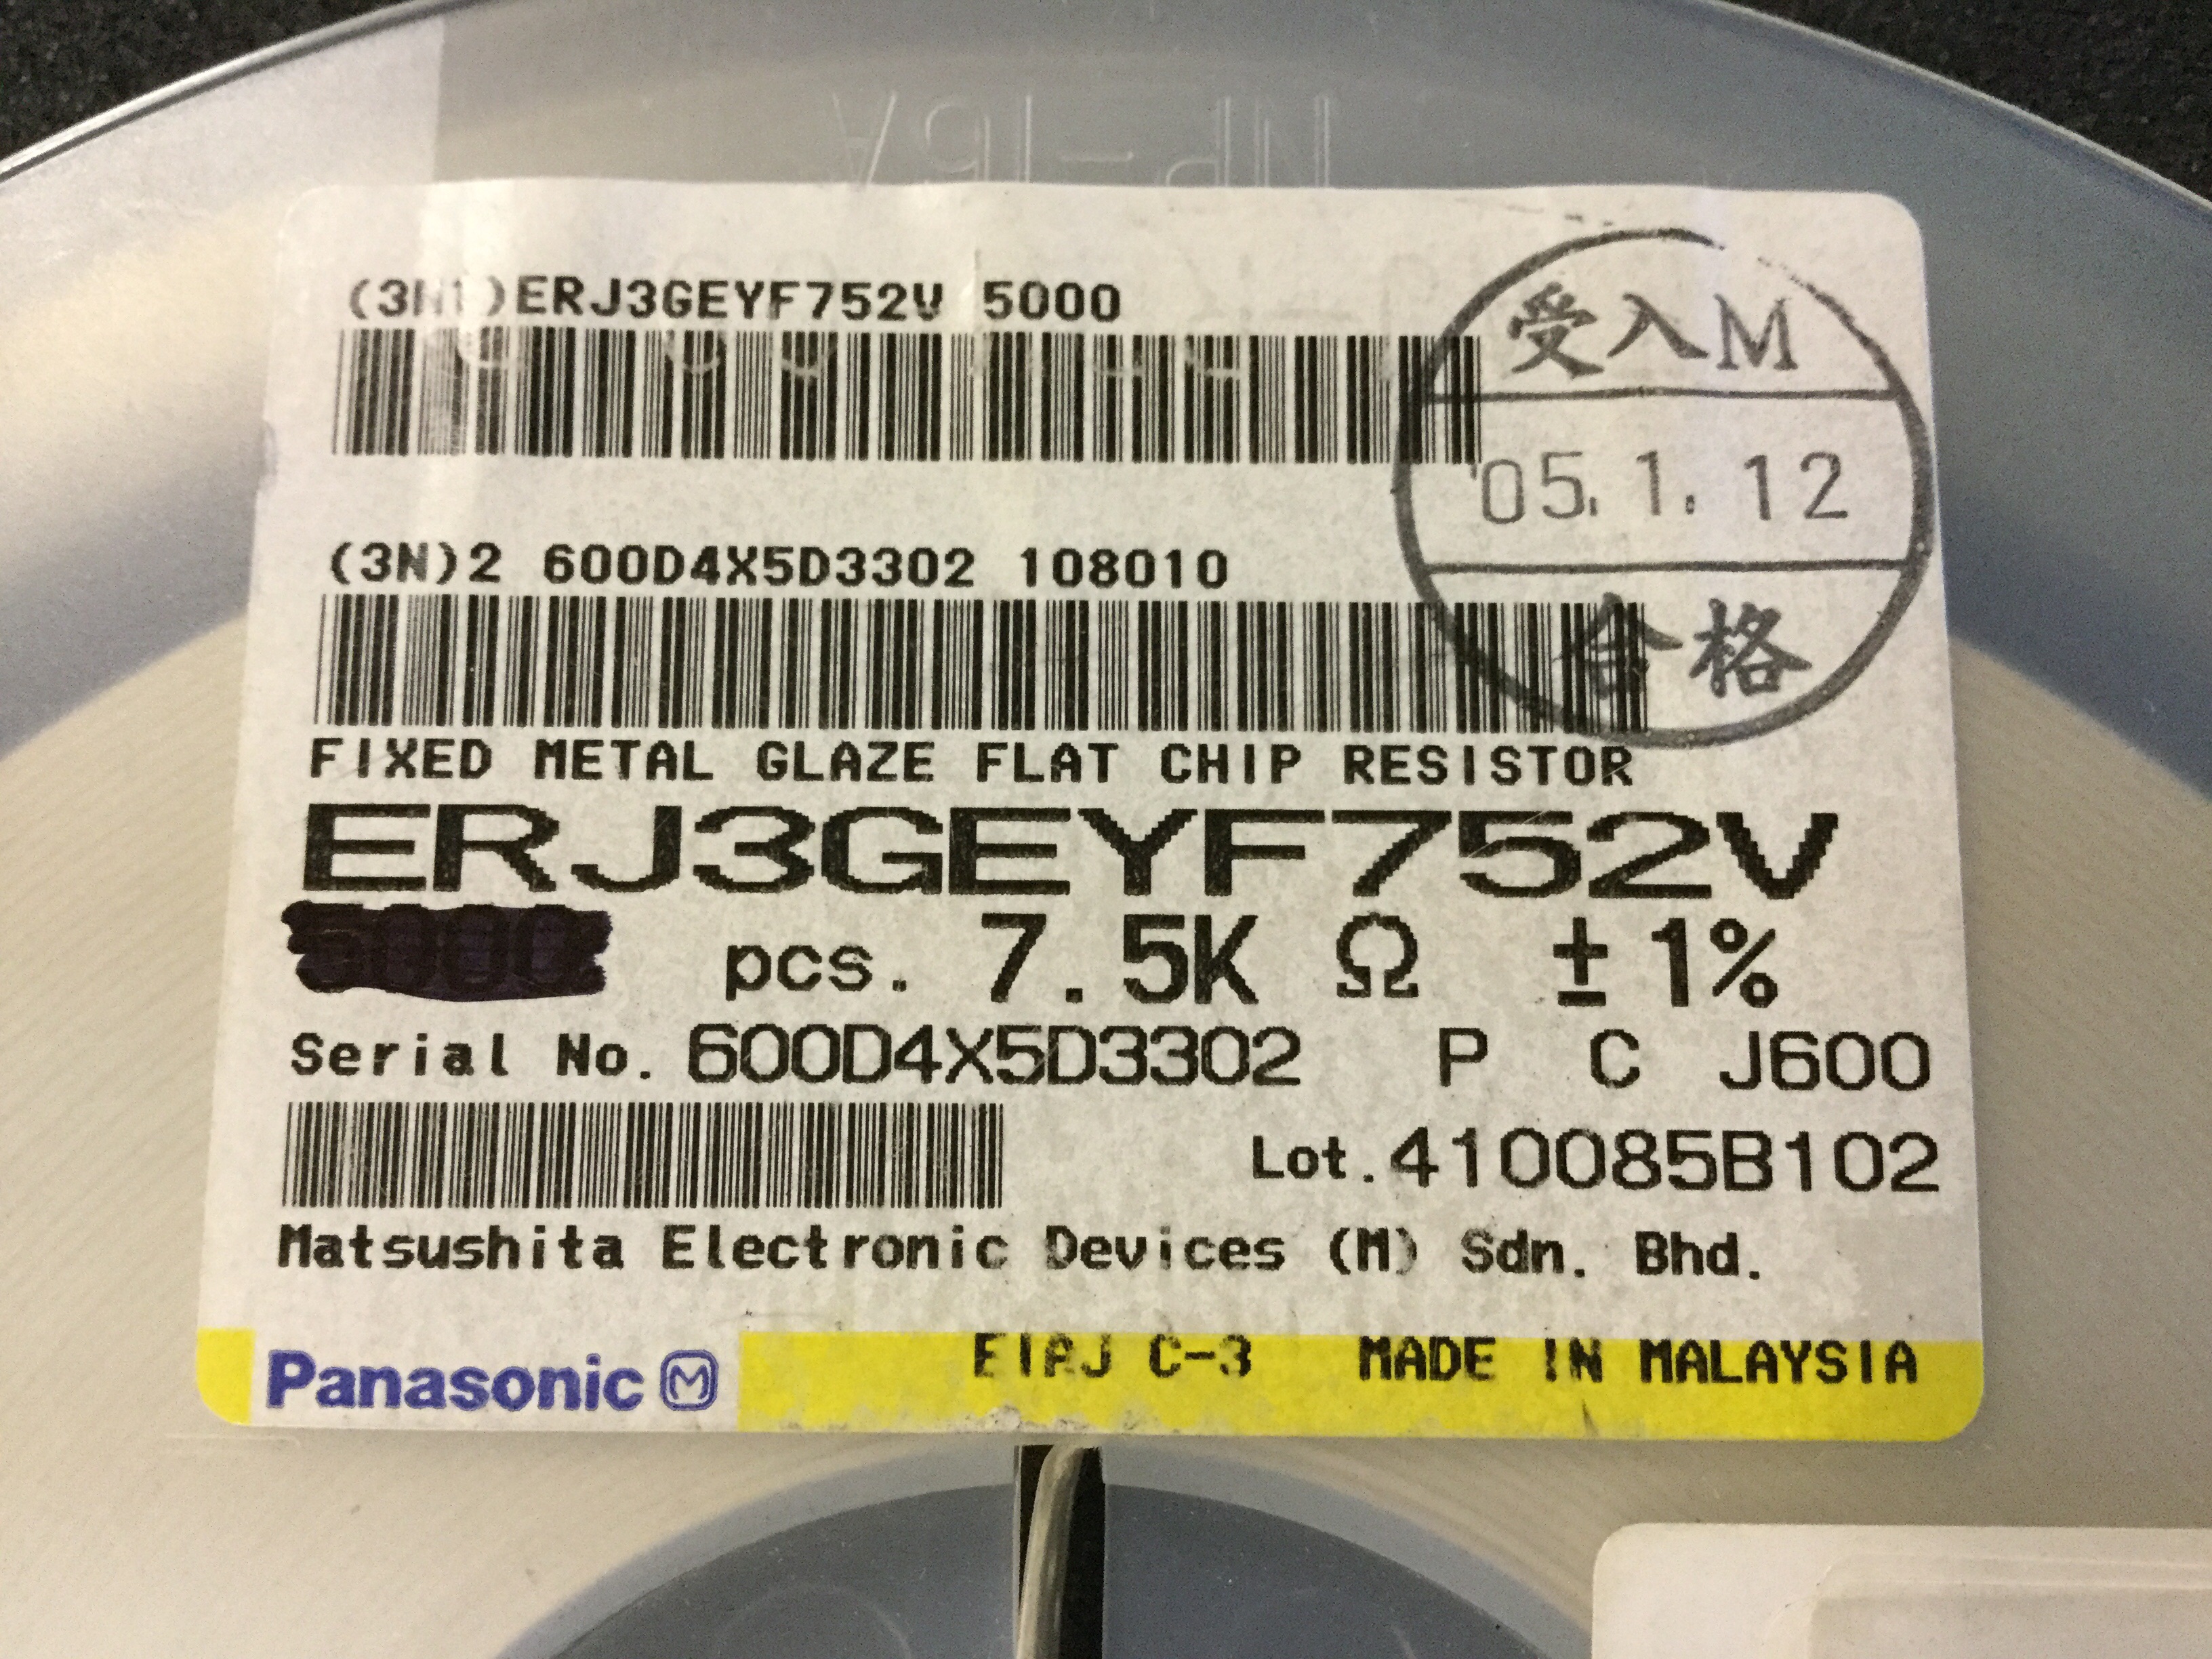 (3N1)ERJ3GEYF752V 5000
受入M
'05.1.12
合格
(3N)2 600D4X5D3302 108010
FIXED METAL GLAZE FLAT CHIP RESISTOR
ERJ3GEYF752V
5000 pcs. 7.5K Ω ±1%
Serial No. 600D4X5D3302 P C J600
Lot.410085B102
Matsushita Electronic Devices (M) Sdn. Bhd.
Panasonic M EIAJ C-3 MADE IN MALAYSIA